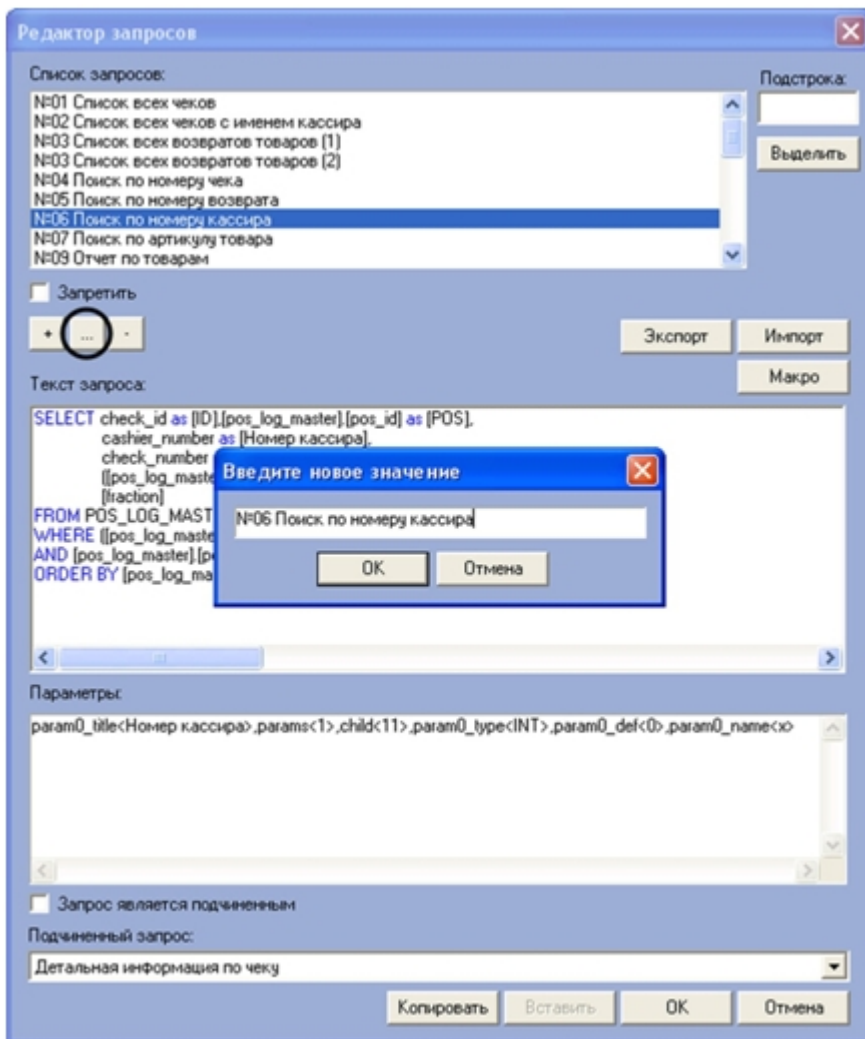 Редактор запросов
Список запросов:
Подстрока:
№01 Список всех чеков
№02 Список всех чеков с именем кассира
№03 Список всех возвратов товаров (1)
№03 Список всех возвратов товаров (2)
№04 Поиск по номеру чека
№05 Поиск по номеру возврата
№06 Поиск по номеру кассира
№07 Поиск по артикулу товара
№09 Отчет по товарам
Выделить
Запретить
+ ... -
Экспорт Импорт
Макро
Текст запроса:
SELECT check_id as [ID],[pos_log_master].[pos_id] as [POS],
cashier_number as [Номер кассира],
check_number
([pos_log_maste
[fraction]
FROM POS_LOG_MAST
WHERE ([pos_log_maste
AND [pos_log_master].[p
ORDER BY [pos_log_ma
Введите новое значение
№06 Поиск по номеру кассира
OK Отмена
Параметры:
param0_title<Номер кассира>,params<1>,child<11>,param0_type<INT>,param0_def<0>,param0_name<x>
Запрос является подчиненным
Подчиненный запрос:
Детальная информация по чеку
Копировать Вставить OK Отмена